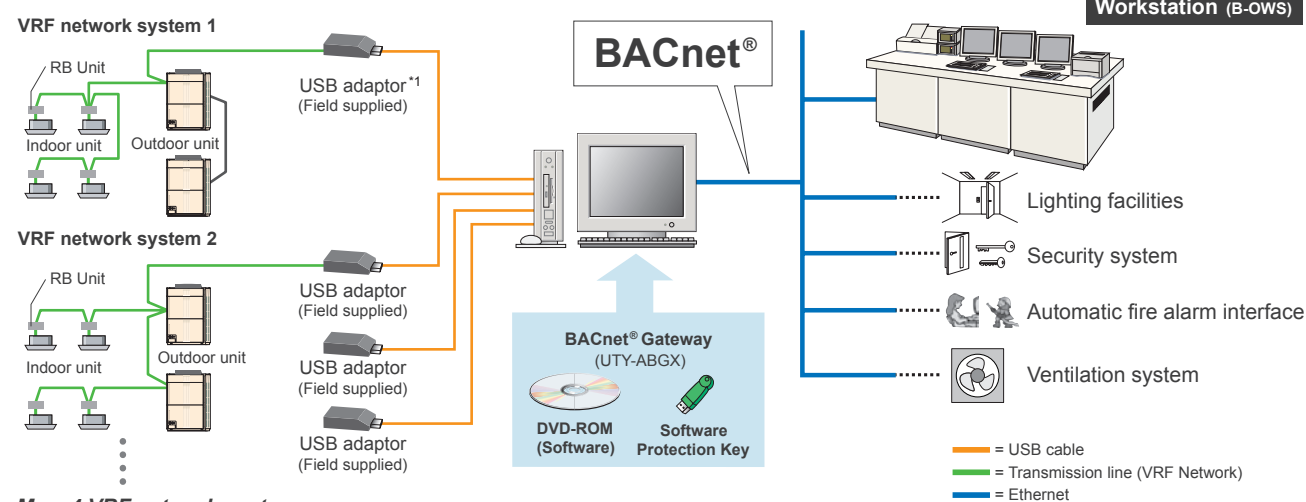 VRF network system 1
RB Unit
Indoor unit
Outdoor unit
USB adaptor*1
(Field supplied)
BACnet®
Workstation (B-OWS)
VRF network system 2
RB Unit
Indoor unit
Outdoor unit
USB adaptor
(Field supplied)
USB adaptor
(Field supplied)
USB adaptor
(Field supplied)
BACnet® Gateway
(UTY-ABGX)
DVD-ROM
(Software)
Software
Protection Key
Lighting facilities
Security system
Automatic fire alarm interface
Ventilation system
= USB cable
= Transmission line (VRF Network)
= Ethernet